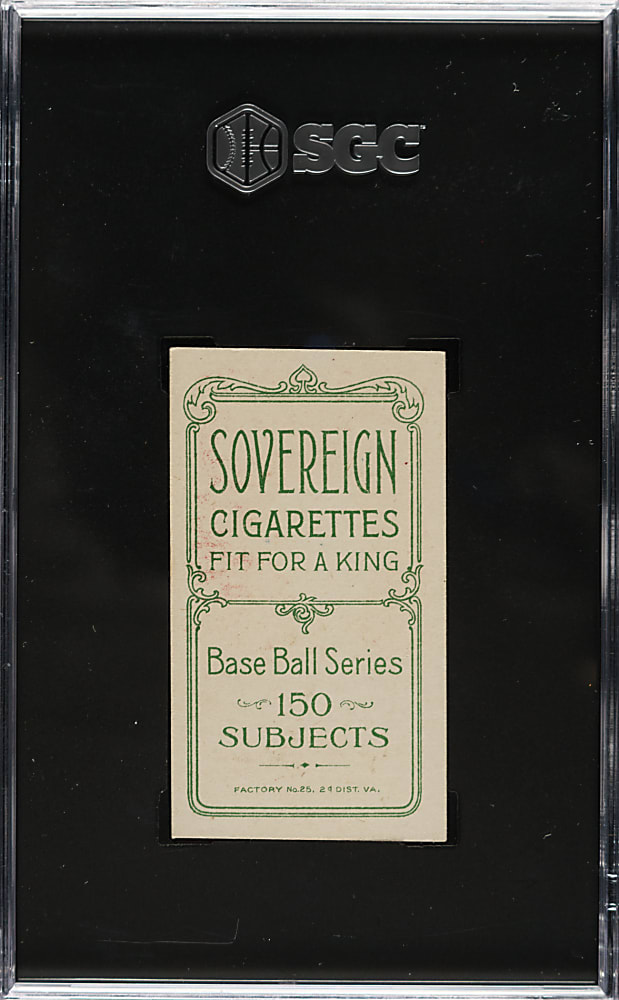 SGC
SOVEREIGN
CIGARETTES
FIT FOR A KING
Base Ball Series
150
SUBJECTS
FACTORY No. 25, 2d DIST. VA.